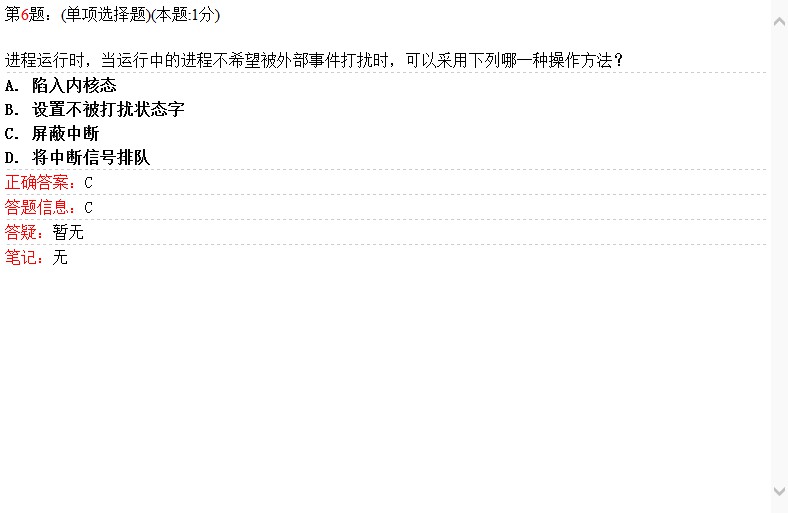 第6题：(单项选择题)(本题:1分)
进程运行时，当运行中的进程不希望被外部事件打扰时，可以采用下列哪一种操作方法？
A. 陷入内核态
B. 设置不被打扰状态字
C. 屏蔽中断
D. 将中断信号排队
正确答案：C
答题信息：C
答疑：暂无
笔记：无